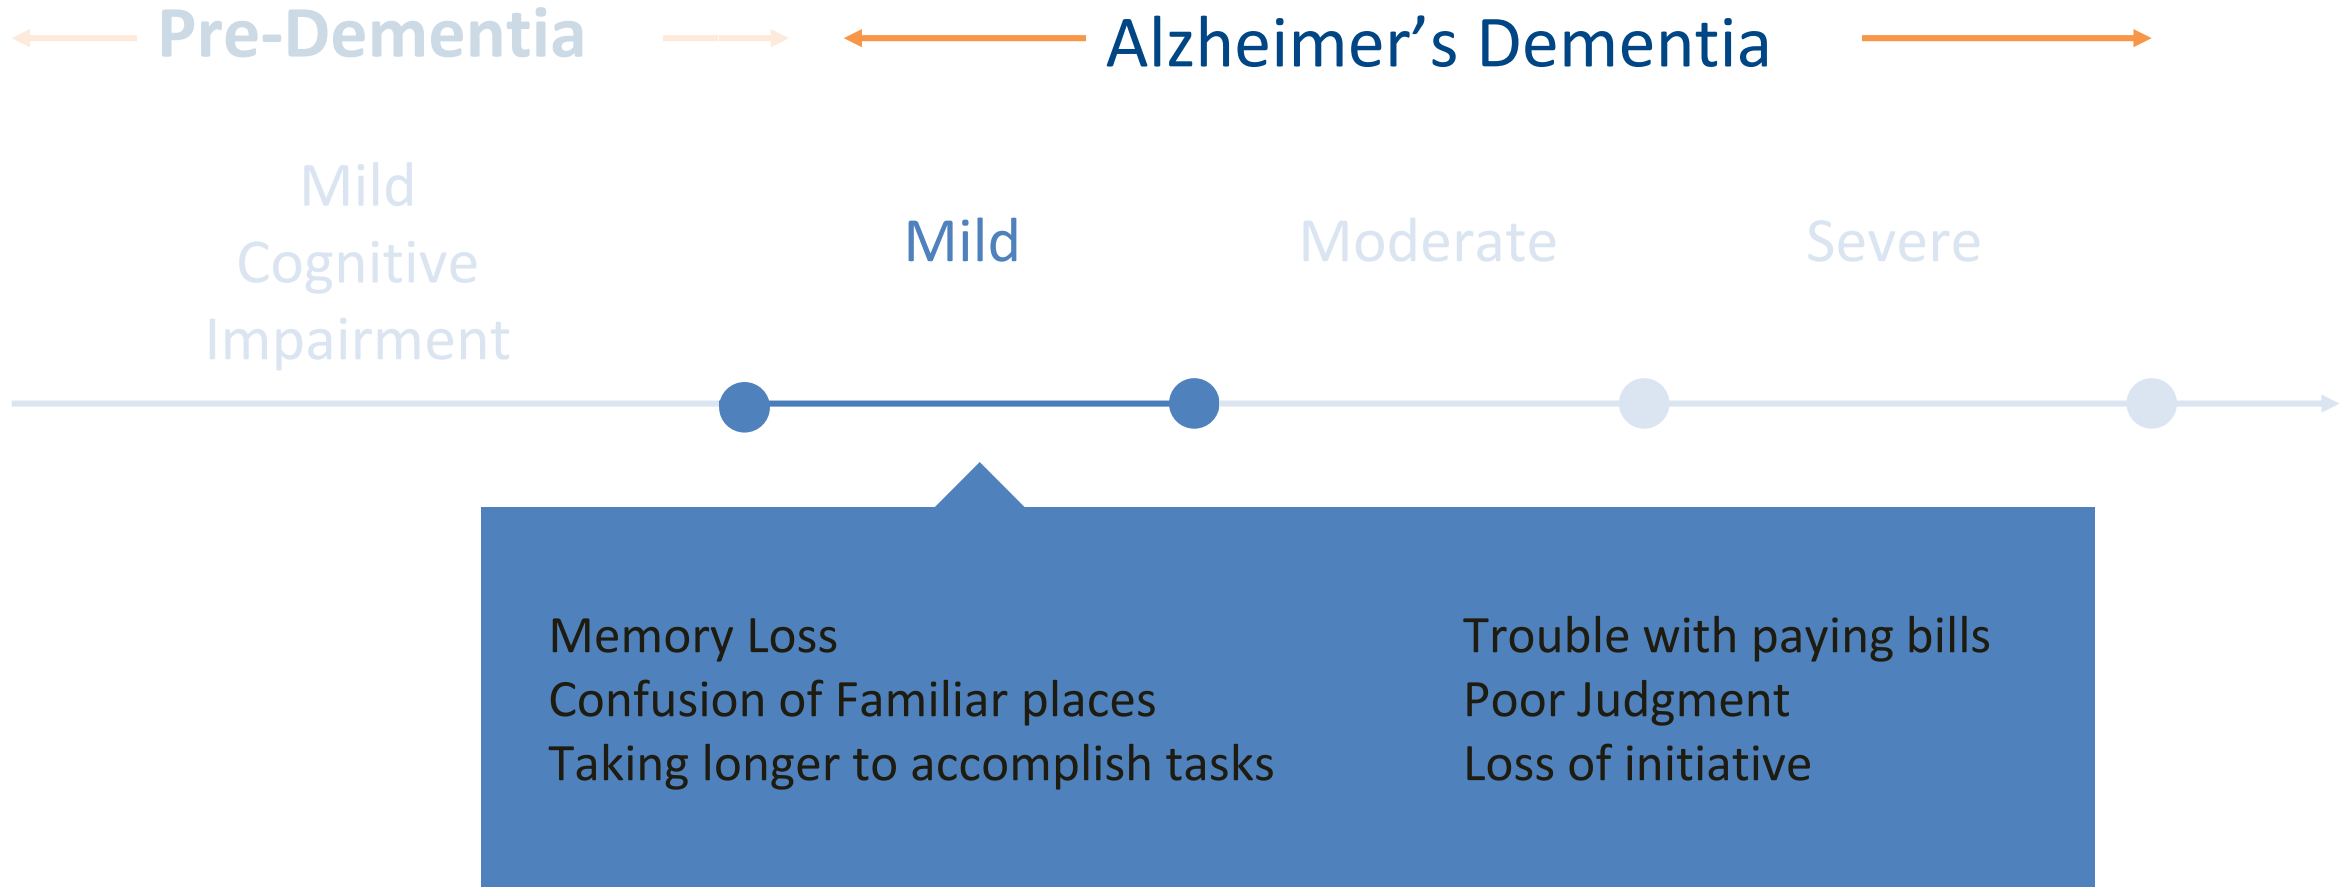 Pre-Dementia
Alzheimer’s Dementia
Mild
Cognitive
Impairment
Mild
Moderate
Severe
Memory Loss
Confusion of Familiar places
Taking longer to accomplish tasks
Trouble with paying bills
Poor Judgment
Loss of initiative